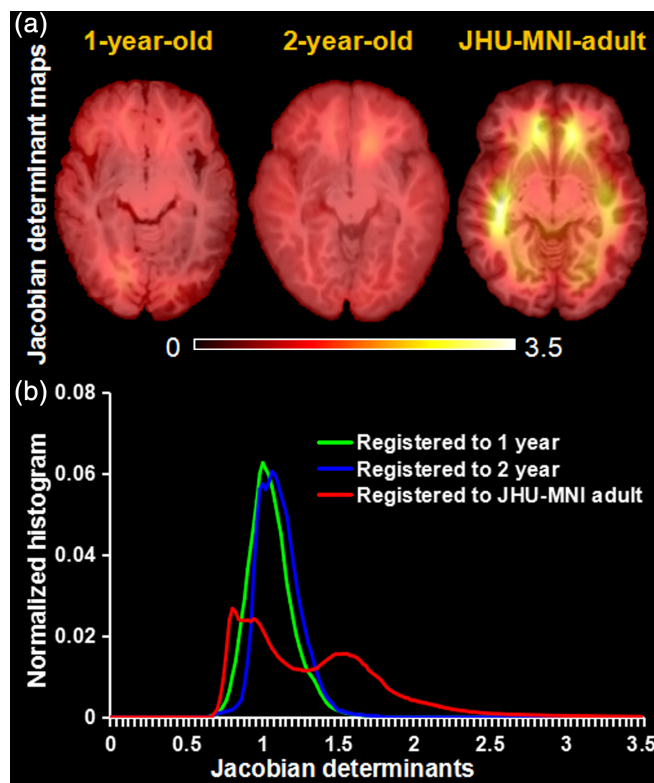 (a)
1-year-old 2-year-old JHU-MNI-adult
Jacobian determinant maps
0 3.5
(b)
0.08
0.06
0.04
0.02
0
Normalized histogram
Registered to 1 year
Registered to 2 year
Registered to JHU-MNI adult
0 0.5 1 1.5 2 2.5 3 3.5
Jacobian determinants